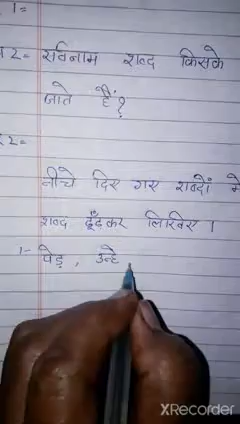 1=
2= सर्वनाम शब्द किसके
जाते हैं?
2=
नीचे दिए गए शब्दों मे
शब्द ढूँढकर लिखिए ।
1- पेड़ , उन्हे
XRecorder